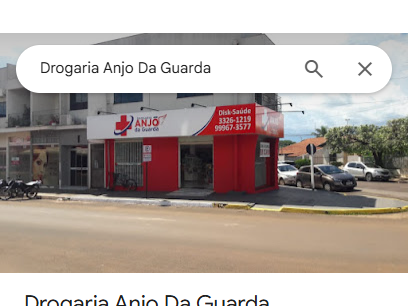 Drogaria Anjo Da Guarda
Disk-Saúde
3326-1219
99967-3577
ANJO
da Guarda
Drogaria Anjo Da Guarda